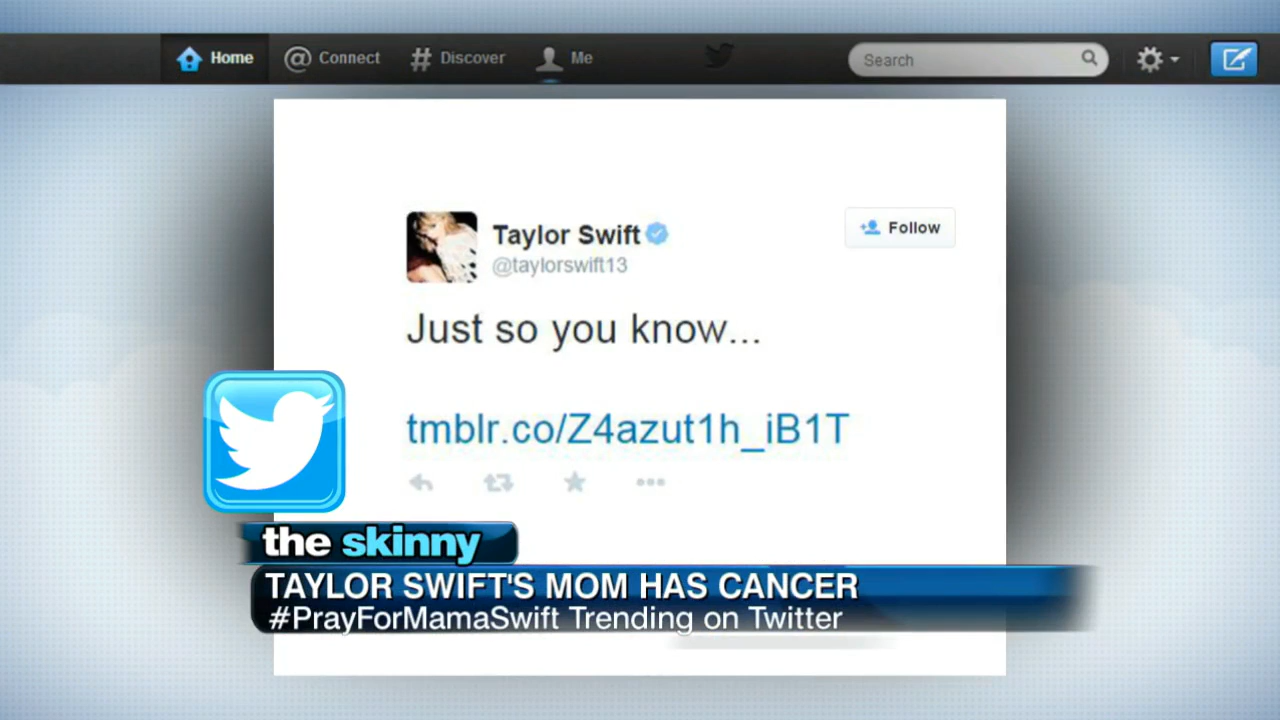 Home @ Connect # Discover Me Search
Taylor Swift
Follow
@taylorswift13
Just so you know...
tmblr.co/Z4azut1h_iB1T
the skinny
TAYLOR SWIFT'S MOM HAS CANCER
#PrayForMamaSwift Trending on Twitter